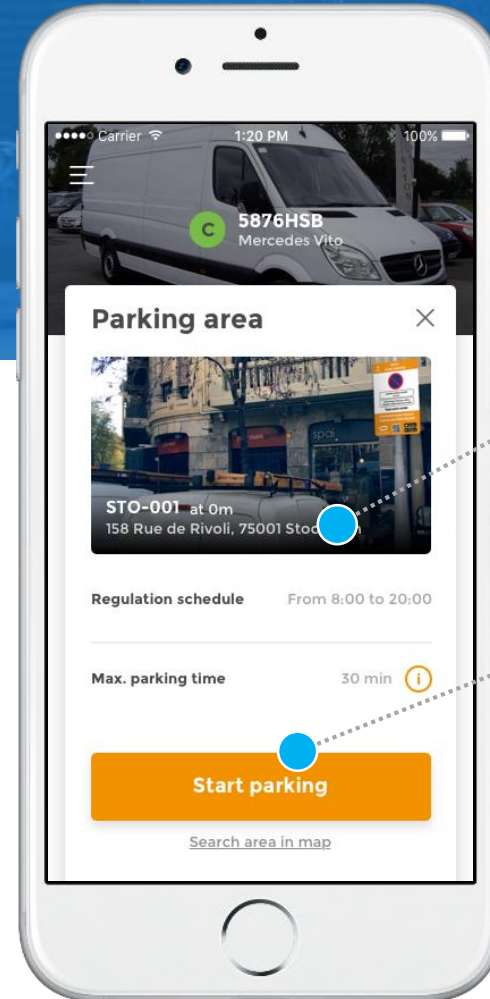 Carrier 1:20 PM 100%
C 5876HSB
Mercedes Vito
Parking area
spai
STO-001 at 0m
158 Rue de Rivoli, 75001
Regulation schedule From 8:00 to 20:00
Max. parking time 30 min i
Start parking
Search area in map